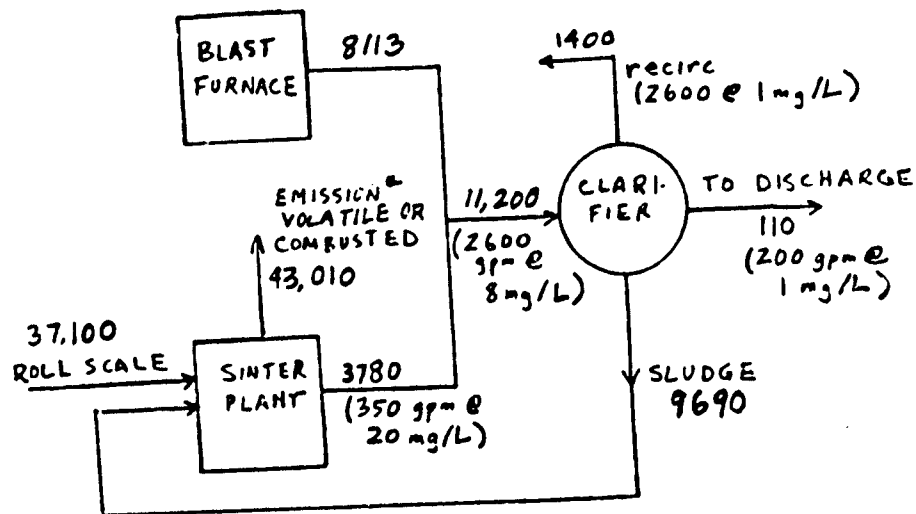 BLAST
FURNACE
8113
1400
recirc
(2600 @ 1 mg/L)
EMISSION
VOLATILE OR
COMBUSTED
43,010
11,200
(2600
gpm @
8 mg/L)
CLARI-
FIER
TO DISCHARGE
110
(200 gpm @
1 mg/L)
37,100
ROLL SCALE
SINTER
PLANT
3780
(350 gpm @
20 mg/L)
SLUDGE
9690